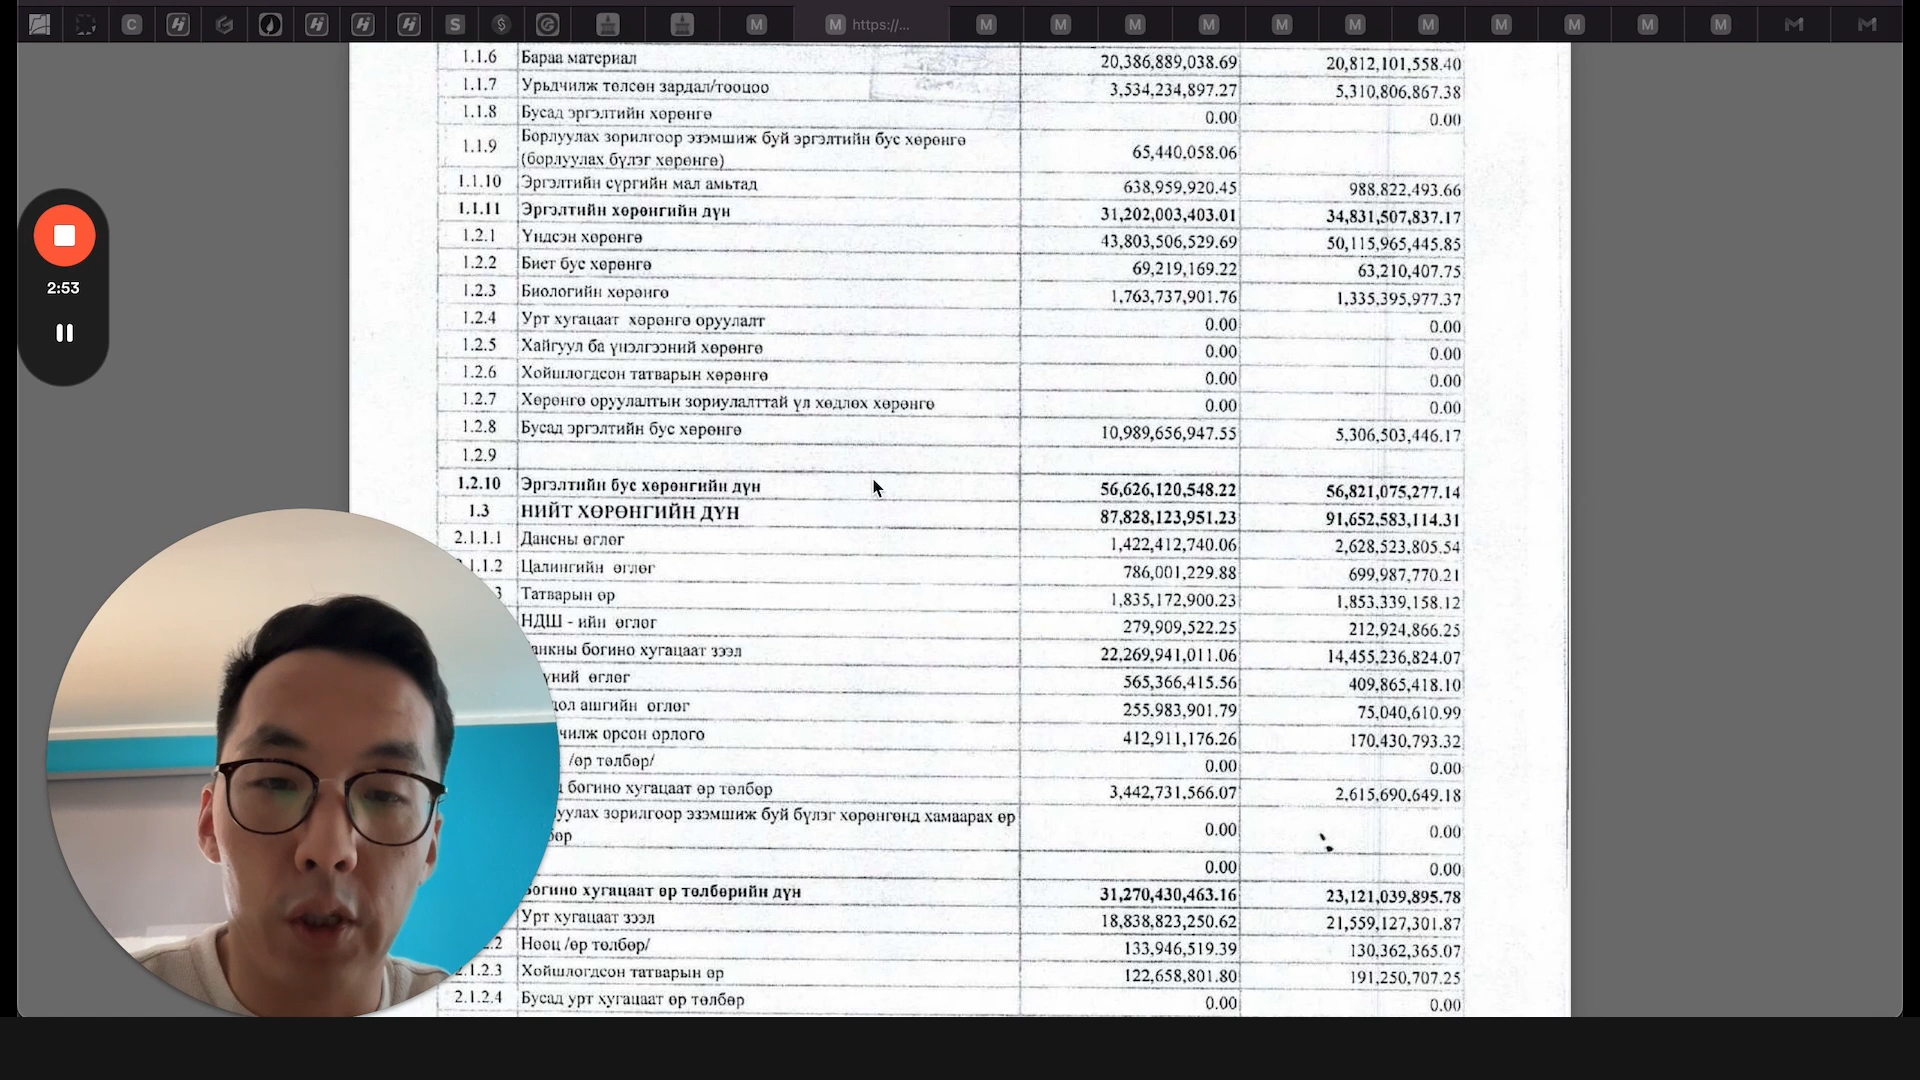 https://...
1.1.6 Бараа материал 20,386,889,038.69 20,812,101,558.40
1.1.7 Урьдчилж төлсөн зардал/тооцоо 3,534,234,897.27 5,310,806,867.38
1.1.8 Бусад эргэлтийн хөрөнгө 0.00 0.00
1.1.9 Борлуулах зорилгоор эзэмшиж буй эргэлтийн бус хөрөнгө
(борлуулах бүлэг хөрөнгө) 65,440,058.06
1.1.10 Эргэлтийн сүргийн мал амьтад 638,959,920.45 988,822,493.66
1.1.11 Эргэлтийн хөрөнгийн дүн 31,202,003,403.01 34,831,507,837.17
1.2.1 Үндсэн хөрөнгө 43,803,506,529.69 50,115,965,445.85
1.2.2 Биет бус хөрөнгө 69,219,169.22 63,210,407.75
1.2.3 Биологийн хөрөнгө 1,763,737,901.76 1,335,395,977.37
1.2.4 Урт хугацаат хөрөнгө оруулалт 0.00 0.00
1.2.5 Хайгуул ба үнэлгээний хөрөнгө 0.00 0.00
1.2.6 Хойшлогдсон татварын хөрөнгө 0.00 0.00
1.2.7 Хөрөнгө оруулалтын зориулалттай үл хөдлөх хөрөнгө 0.00 0.00
1.2.8 Бусад эргэлтийн бус хөрөнгө 10,989,656,947.55 5,306,503,446.17
1.2.9
1.2.10 Эргэлтийн бус хөрөнгийн дүн 56,626,120,548.22 56,821,075,277.14
1.3 НИЙТ ХӨРӨНГИЙН ДҮН 87,828,123,951.23 91,652,583,114.31
2.1.1.1 Дансны өглөг 1,422,412,740.06 2,628,523,805.54
.1.1.2 Цалингийн өглөг 786,001,229.88 699,987,770.21
3 Татварын өр 1,835,172,900.23 1,853,339,158.12
НДШ - ийн өглөг 279,909,522.25 212,924,866.25
анкны богино хугацаат зээл 22,269,941,011.06 14,455,236,824.07
үний өглөг 565,366,415.56 409,865,418.10
дол ашгийн өглөг 255,983,901.79 75,040,610.99
чилж орсон орлого 412,911,176.26 170,430,793.32
/өр төлбөр/ 0.00 0.00
богино хугацаат өр төлбөр 3,442,731,566.07 2,615,690,649.18
уулах зорилгоор эзэмшиж буй бүлэг хөрөнгөнд хамаарах өр
өр 0.00 0.00
0.00 0.00
богино хугацаат өр төлбөрийн дүн 31,270,430,463.16 23,121,039,895.78
Урт хугацаат зээл 18,838,823,250.62 21,559,127,301.87
2.2 Нөөц /өр төлбөр/ 133,946,519.39 130,362,365.07
2.1.2.3 Хойшлогдсон татварын өр 122,658,801.80 191,250,707.25
2.1.2.4 Бусад урт хугацаат өр төлбөр 0.00 0.00
2:53